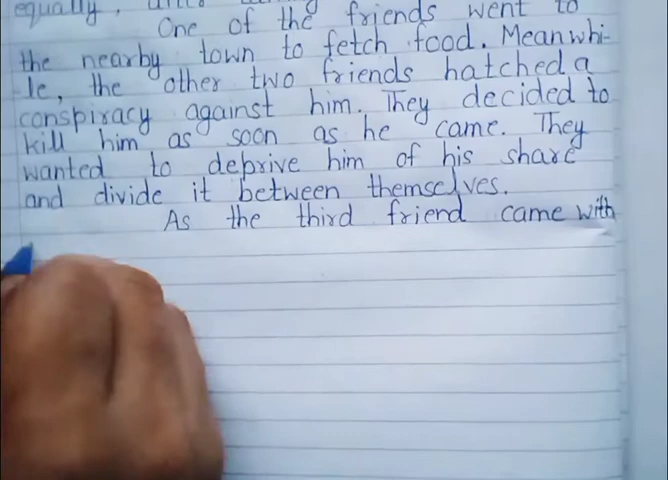 equally.
One of the friends went to
the nearby town to fetch food. Meanwhi-
-le, the other two friends hatched a
conspiracy against him. They decided to
kill him as soon as he came. They
wanted to deprive him of his share
and divide it between themselves.
As the third friend came with